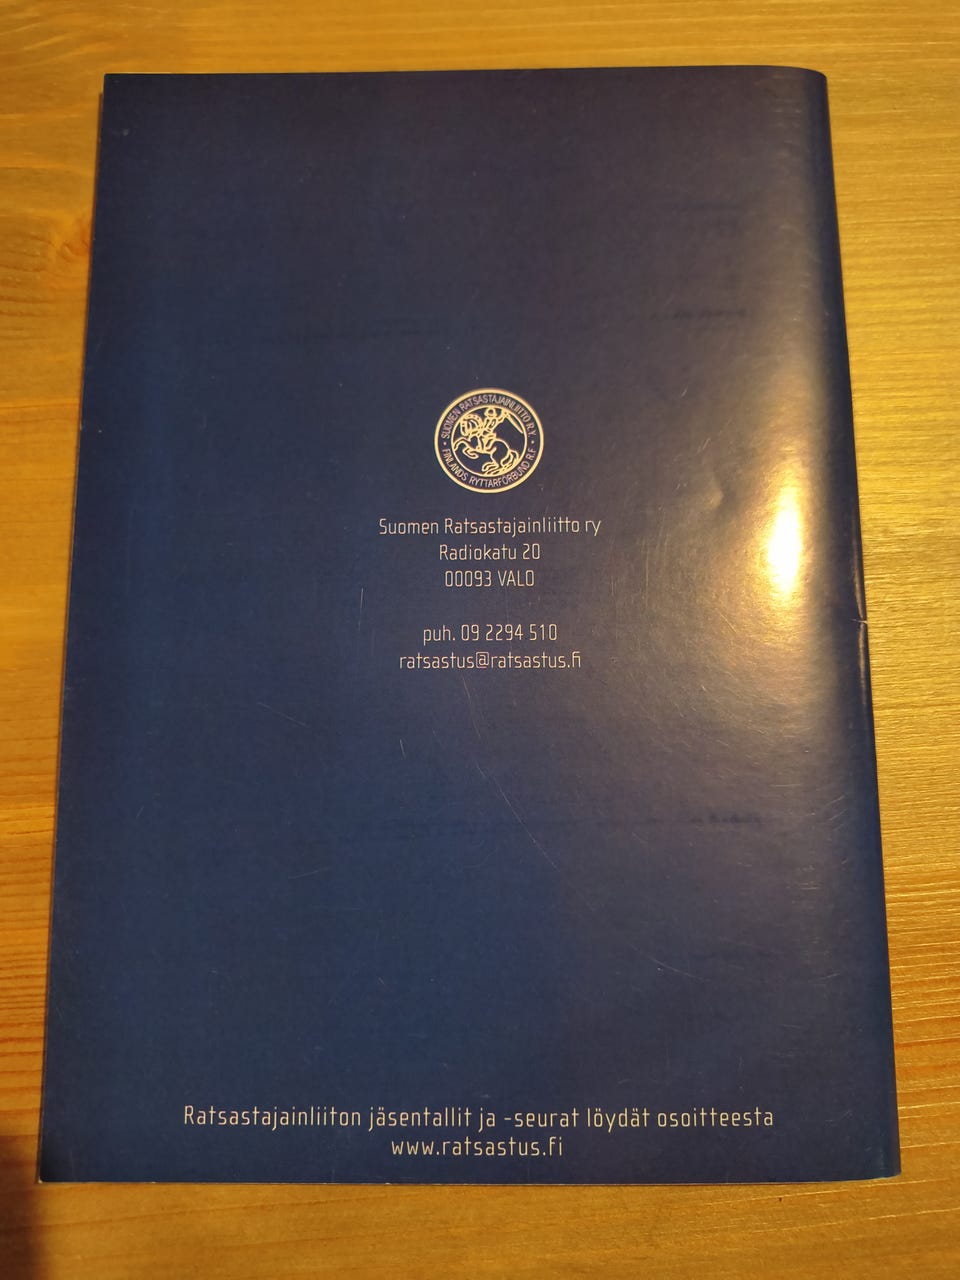 SUOMEN RATSASTAJAINLIITTO R.Y.
FINLANDS RYTTARFÖRBUND R.F.
Suomen Ratsastajainliitto ry
Radiokatu 20
00093 VALO
puh. 09 2294 510
ratsastus@ratsastus.fi
Ratsastajainliiton jäsentallit ja -seurat löydät osoitteesta
www.ratsastus.fi